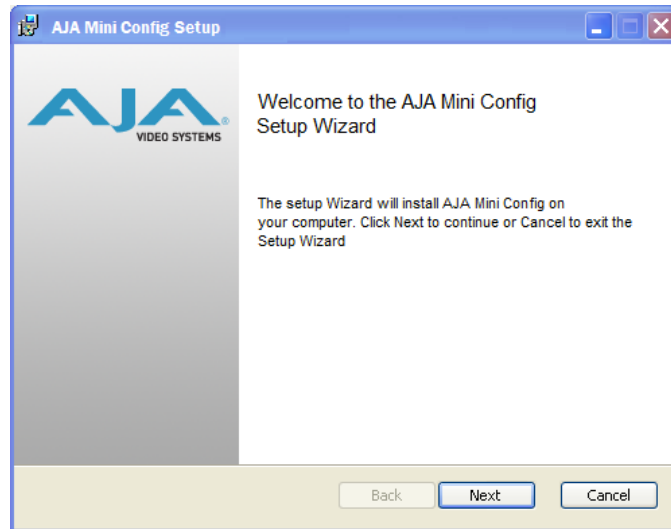 AJA Mini Config Setup
AJA®
VIDEO SYSTEMS
Welcome to the AJA Mini Config
Setup Wizard
The setup Wizard will install AJA Mini Config on
your computer. Click Next to continue or Cancel to exit the
Setup Wizard
Back
Next
Cancel